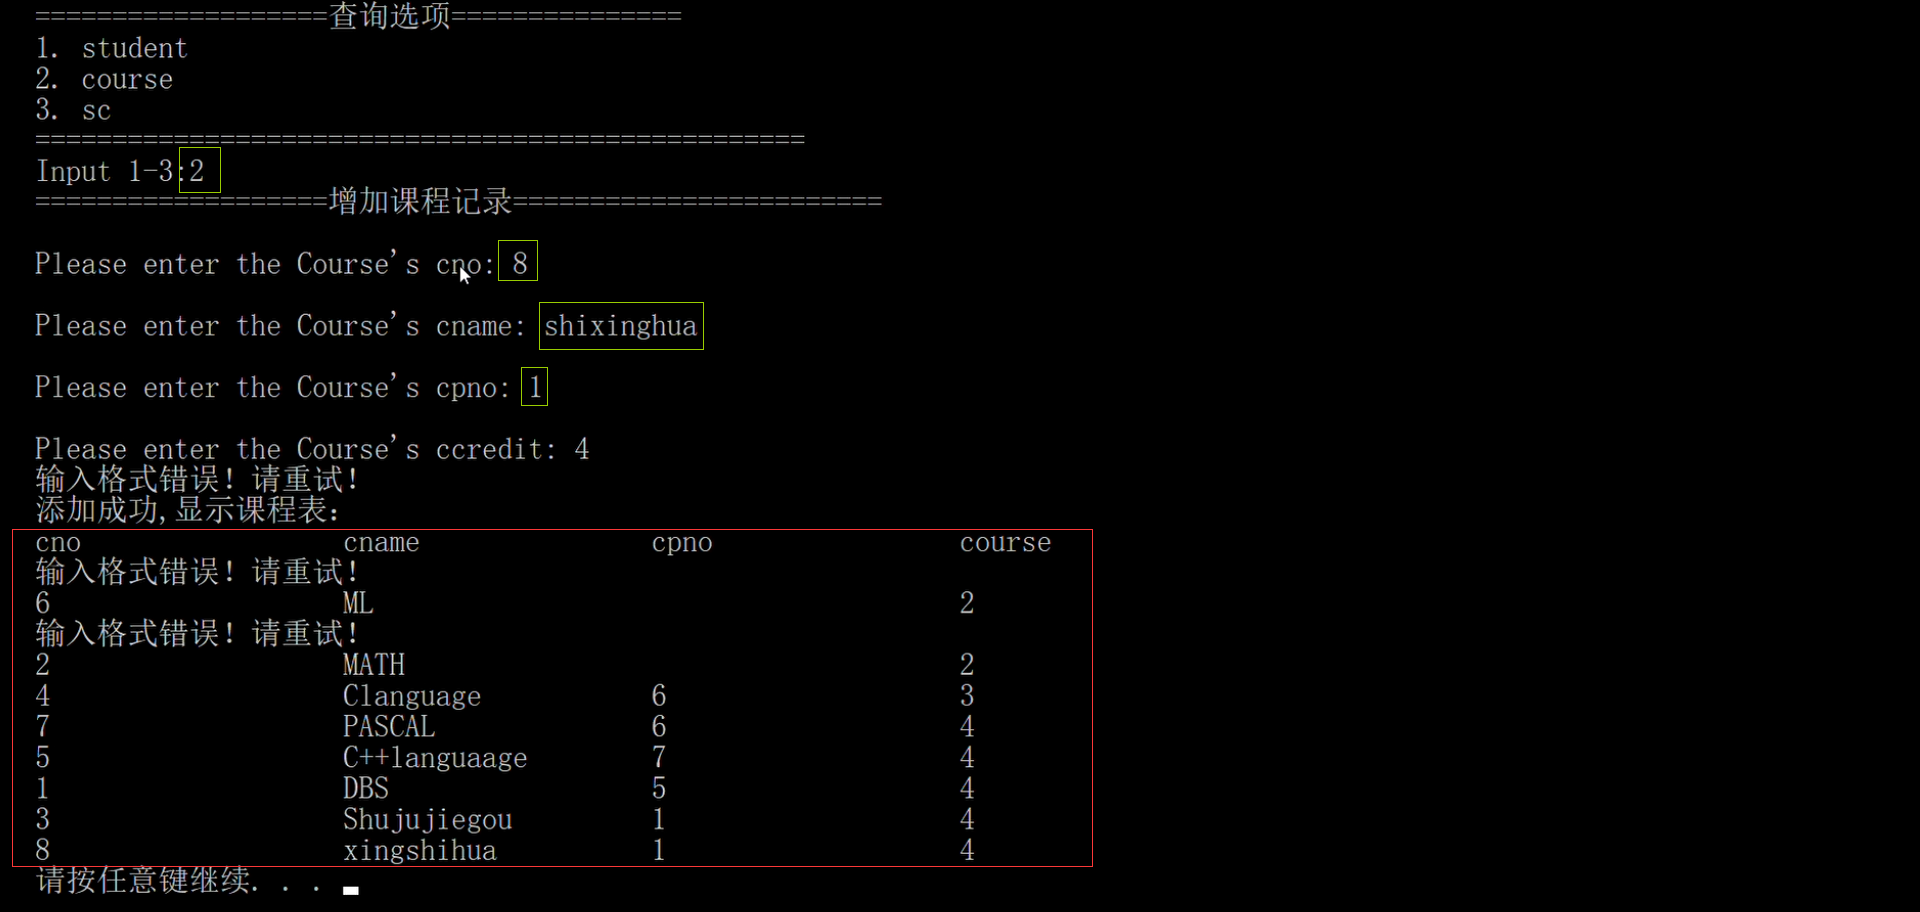 ===================查询选项===============
1. student
2. course
3. sc
==================================================
Input 1-3:2
===================增加课程记录========================
Please enter the Course's cno: 8
Please enter the Course's cname: shixinghua
Please enter the Course's cpno: 1
Please enter the Course's ccredit: 4
输入格式错误! 请重试!
添加成功,显示课程表:
cno cname cpno course
输入格式错误! 请重试!
6 ML 2
输入格式错误! 请重试!
2 MATH 2
4 Clanguage 6 3
7 PASCAL 6 4
5 C++languaage 7 4
1 DBS 5 4
3 Shujujiegou 1 4
8 xingshihua 1 4
请按任意键继续. . .